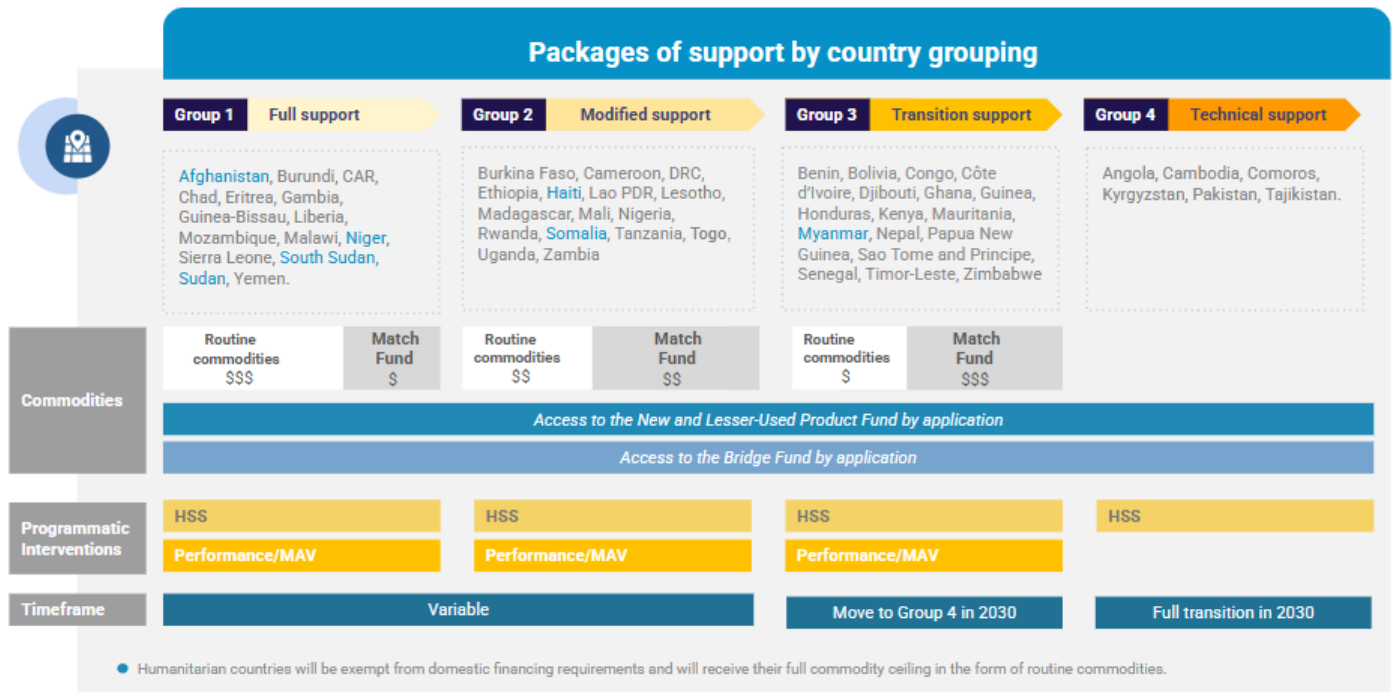 Packages of support by country grouping
Group 1
Full support
Group 2
Modified support
Group 3
Transition support
Group 4
Technical support
Afghanistan, Burundi, CAR,
Chad, Eritrea, Gambia,
Guinea-Bissau, Liberia,
Mozambique, Malawi, Niger,
Sierra Leone, South Sudan,
Sudan, Yemen.
Burkina Faso, Cameroon, DRC,
Ethiopia, Haiti, Lao PDR, Lesotho,
Madagascar, Mali, Nigeria,
Rwanda, Somalia, Tanzania, Togo,
Uganda, Zambia
Benin, Bolivia, Congo, Côte
d'Ivoire, Djibouti, Ghana, Guinea,
Honduras, Kenya, Mauritania,
Myanmar, Nepal, Papua New
Guinea, Sao Tome and Principe,
Senegal, Timor-Leste, Zimbabwe
Angola, Cambodia, Comoros,
Kyrgyzstan, Pakistan, Tajikistan.
Commodities
Routine
commodities
$$$
Match
Fund
$
Routine
commodities
$$
Match
Fund
$$
Routine
commodities
$
Match
Fund
$$$
Access to the New and Lesser-Used Product Fund by application
Access to the Bridge Fund by application
Programmatic
Interventions
HSS
HSS
HSS
HSS
Performance/MAV
Performance/MAV
Performance/MAV
Timeframe
Variable
Move to Group 4 in 2030
Full transition in 2030
Humanitarian countries will be exempt from domestic financing requirements and will receive their full commodity ceiling in the form of routine commodities.